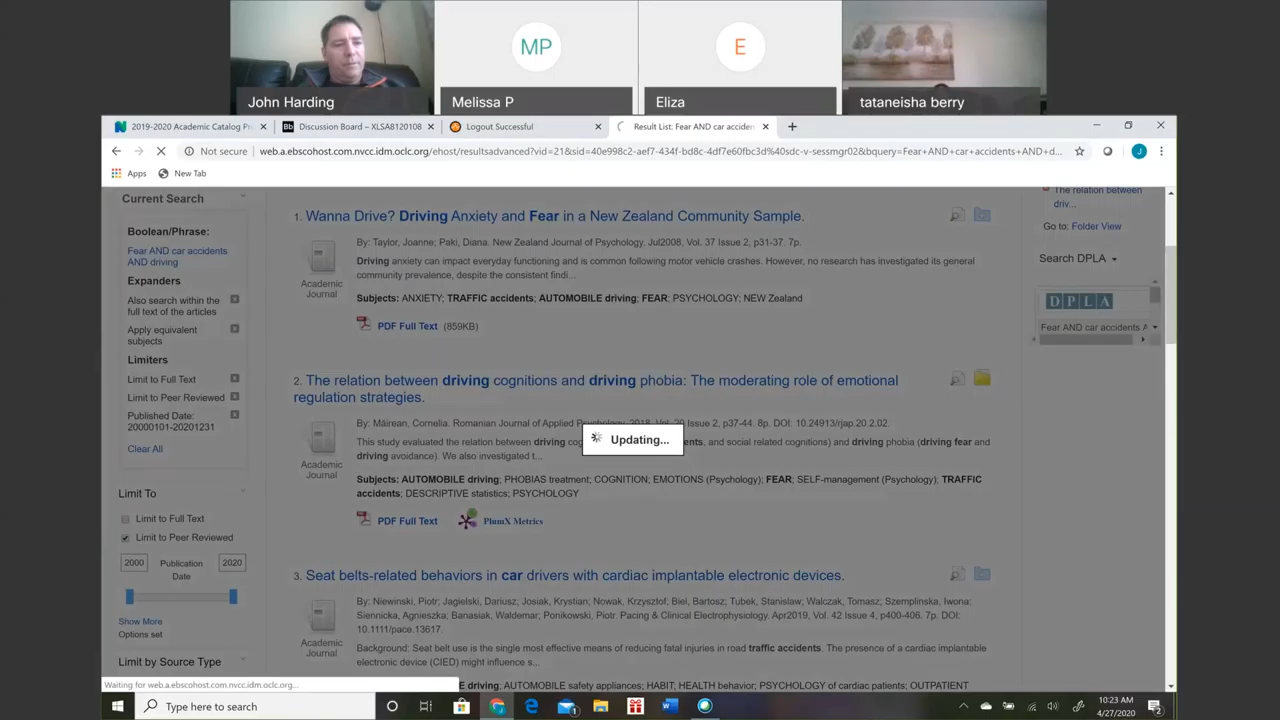 MP
E
John Harding
Melissa P
Eliza
tataneisha berry
2019-2020 Academic Catalog Pr
Discussion Board – XLSA8120108
Logout Successful
Result List: Fear AND car acciden
Not secure
web.a.ebscohost.com.nvcc.idm.oclc.org/ehost/resultsadvanced?vid=21&sid=40e998c2-aef7-434f-bd8c-4df7e60fbc3d%40sdc-v-sessmgr02&bquery=Fear+AND+car+accidents+AND+d...
Apps
New Tab
Current Search
Boolean/Phrase:
Fear AND car accidents
AND driving
Expanders
Also search within the
full text of the articles
Apply equivalent
subjects
Limiters
Limit to Full Text
Limit to Peer Reviewed
Published Date:
20000101-20201231
Clear All
Limit To
Limit to Full Text
Limit to Peer Reviewed
2000
Publication
Date
2020
Show More
Options set
Limit by Source Type
1. Wanna Drive? Driving Anxiety and Fear in a New Zealand Community Sample.
Academic
Journal
By: Taylor, Joanne; Paki, Diana. New Zealand Journal of Psychology. Jul2008, Vol. 37 Issue 2, p31-37. 7p.
Driving anxiety can impact everyday functioning and is common following motor vehicle crashes. However, no research has investigated its general
community prevalence, despite the consistent findi...
Subjects: ANXIETY; TRAFFIC accidents; AUTOMOBILE driving; FEAR; PSYCHOLOGY; NEW Zealand
PDF Full Text (859KB)
2. The relation between driving cognitions and driving phobia: The moderating role of emotional
regulation strategies.
Academic
Journal
By: Măirean, Cornelia. Romanian Journal of Applied Psychology. 2018, Vol. 20 Issue 2, p37-44. 8p. DOI: 10.24913/rjap.20.2.02.
This study evaluated the relation between driving cog ents, and social related cognitions) and driving phobia (driving fear and
driving avoidance). We also investigated t...
Updating...
Subjects: AUTOMOBILE driving; PHOBIAS treatment; COGNITION; EMOTIONS (Psychology); FEAR; SELF-management (Psychology); TRAFFIC
accidents; DESCRIPTIVE statistics; PSYCHOLOGY
PDF Full Text
PlumX Metrics
3. Seat belts-related behaviors in car drivers with cardiac implantable electronic devices.
Academic
Journal
By: Niewinski, Piotr; Jagielski, Dariusz; Josiak, Krystian; Nowak, Krzysztof; Biel, Bartosz; Tubek, Stanislaw; Walczak, Tomasz; Szemplinska, Iwona;
Siennicka, Agnieszka; Banasiak, Waldemar; Ponikowski, Piotr. Pacing & Clinical Electrophysiology. Apr2019, Vol. 42 Issue 4, p400-406. 7p. DOI:
10.1111/pace.13617.
Background: Seat belt use is the single most effective means of reducing fatal injuries in road traffic accidents. The presence of a cardiac implantable
electronic device (CIED) might influence s...
driving; AUTOMOBILE safety appliances; HABIT; HEALTH behavior; PSYCHOLOGY of cardiac patients; OUTPATIENT
The relation between
driv...
Go to: Folder View
Search DPLA
DPLA
Fear AND car accidents A
Waiting for web.a.ebscohost.com.nvcc.idm.oclc.org...
Type here to search
10:23 AM
4/27/2020
2